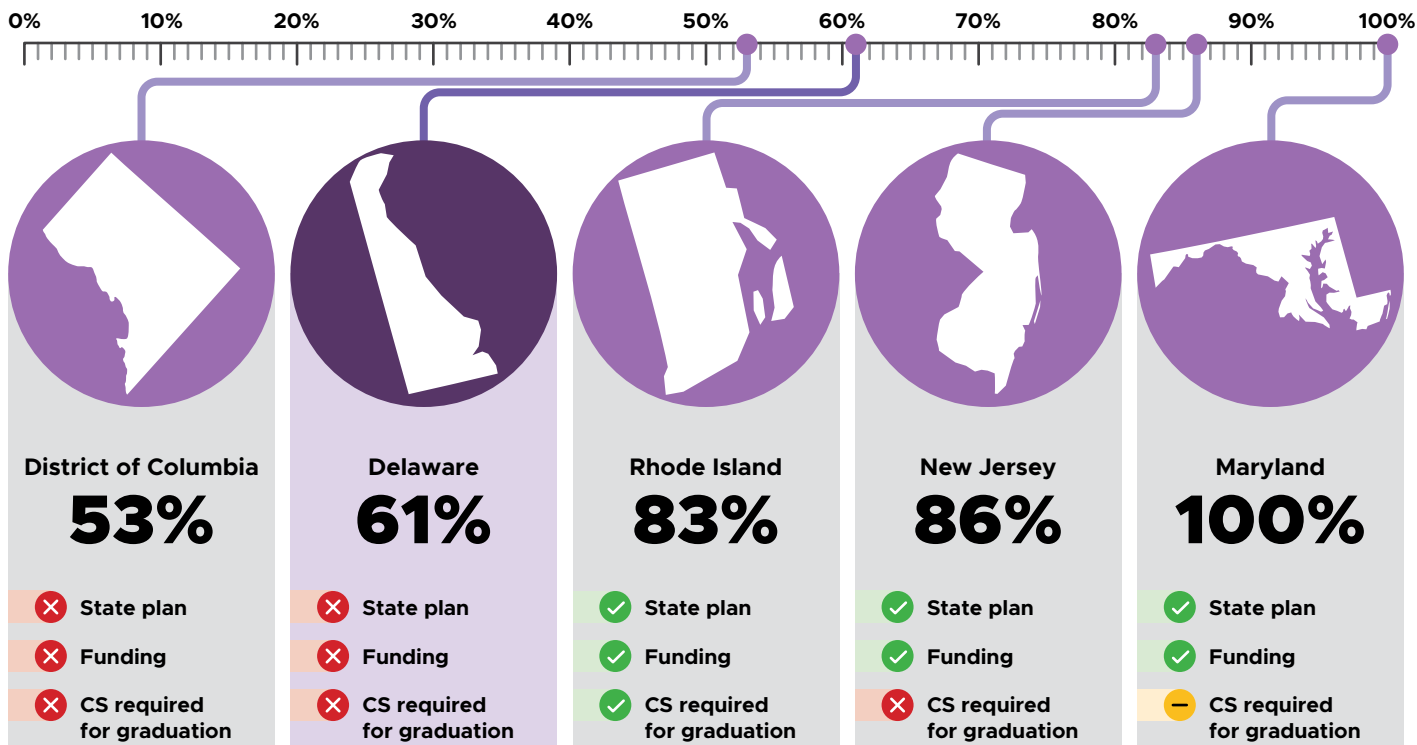 0% 10% 20% 30% 40% 50% 60% 70% 80% 90% 100%
District of Columbia
53%
State plan
Funding
CS required
for graduation
Delaware
61%
State plan
Funding
CS required
for graduation
Rhode Island
83%
State plan
Funding
CS required
for graduation
New Jersey
86%
State plan
Funding
CS required
for graduation
Maryland
100%
State plan
Funding
CS required
for graduation